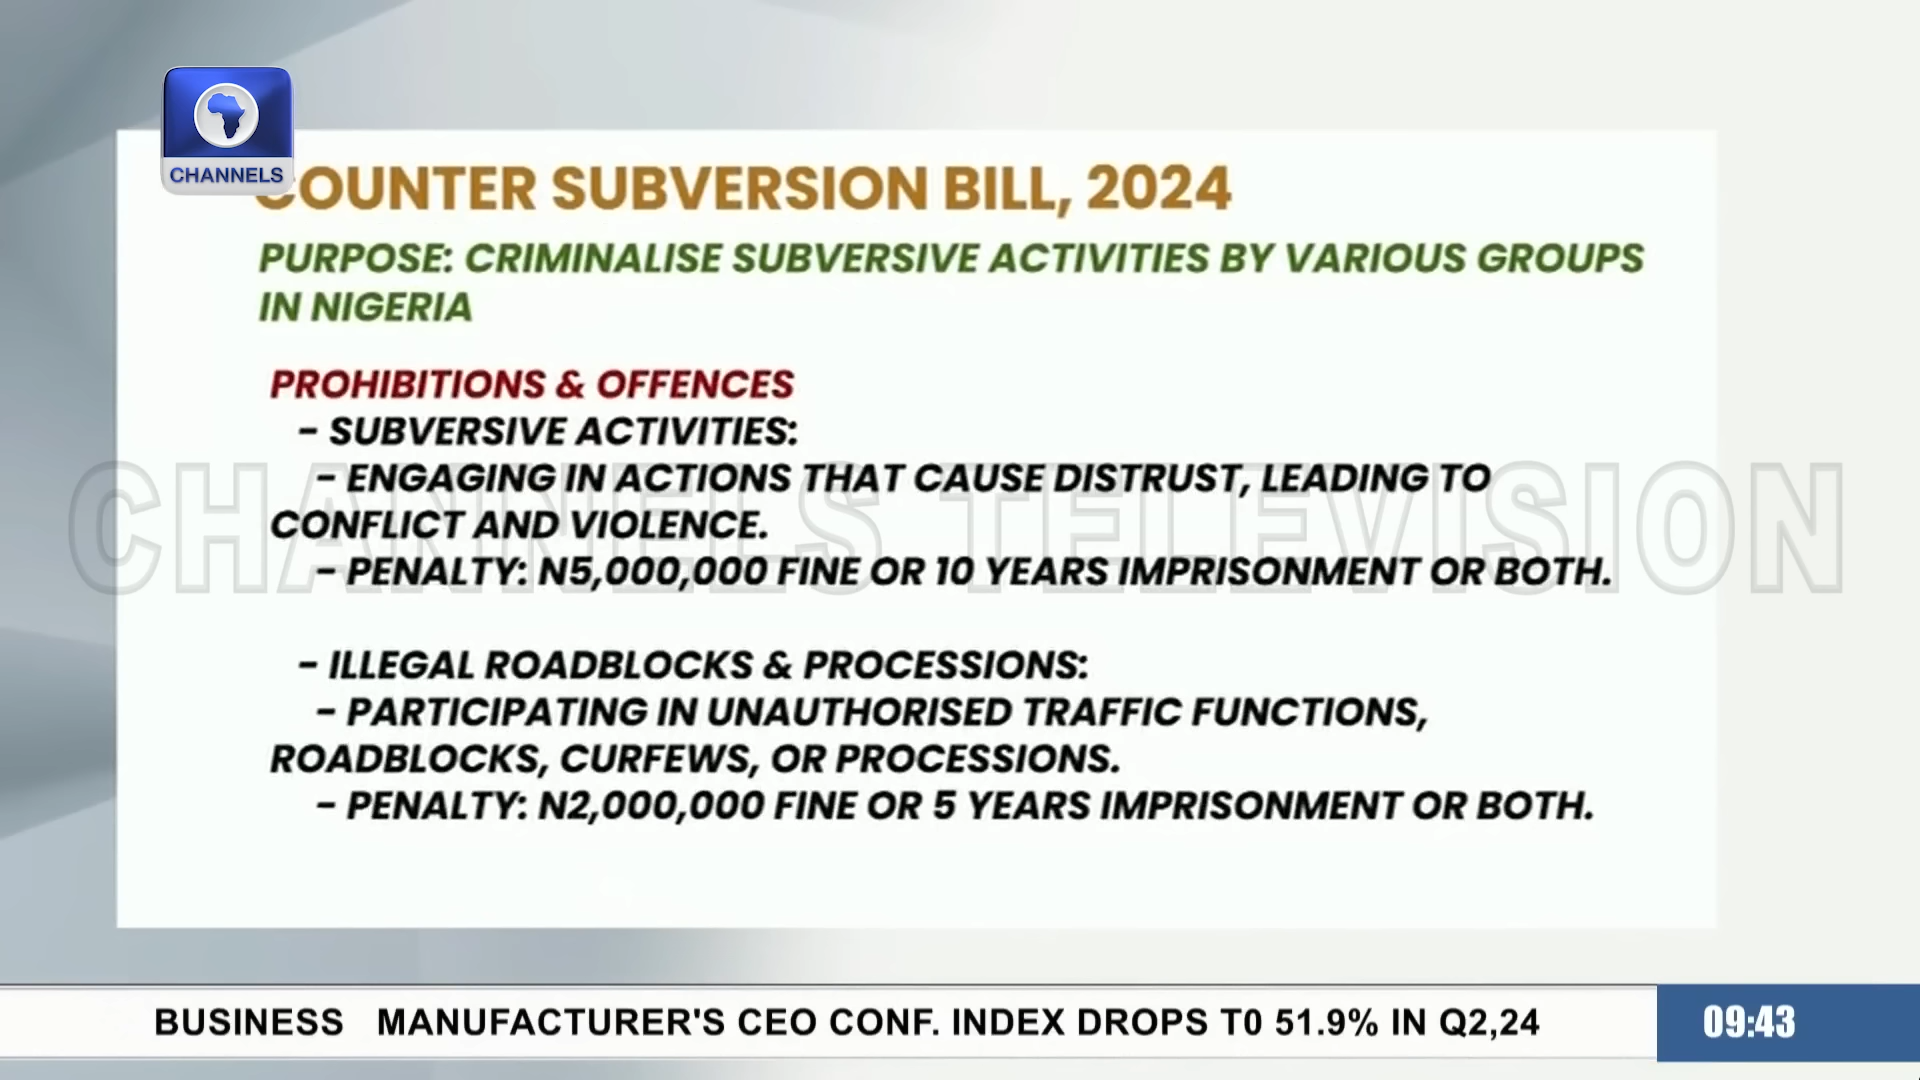 CHANNELS
COUNTER SUBVERSION BILL, 2024
PURPOSE: CRIMINALISE SUBVERSIVE ACTIVITIES BY VARIOUS GROUPS
IN NIGERIA
PROHIBITIONS & OFFENCES
- SUBVERSIVE ACTIVITIES:
- ENGAGING IN ACTIONS THAT CAUSE DISTRUST, LEADING TO
CONFLICT AND VIOLENCE.
CHANNELS TELEVISION
- PENALTY: N5,000,000 FINE OR 10 YEARS IMPRISONMENT OR BOTH.
- ILLEGAL ROADBLOCKS & PROCESSIONS:
- PARTICIPATING IN UNAUTHORISED TRAFFIC FUNCTIONS,
ROADBLOCKS, CURFEWS, OR PROCESSIONS.
- PENALTY: N2,000,000 FINE OR 5 YEARS IMPRISONMENT OR BOTH.
BUSINESS MANUFACTURER'S CEO CONF. INDEX DROPS T0 51.9% IN Q2,24
09:43